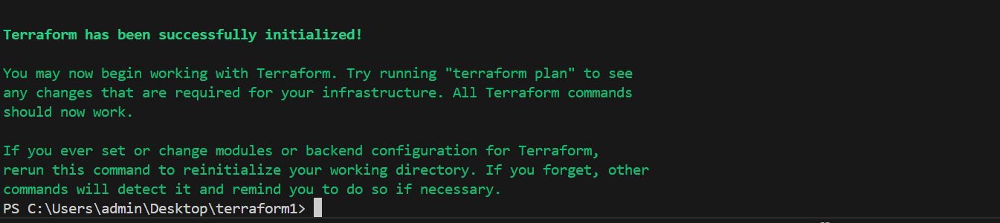 Terraform has been successfully initialized!
You may now begin working with Terraform. Try running "terraform plan" to see
any changes that are required for your infrastructure. All Terraform commands
should now work.
If you ever set or change modules or backend configuration for Terraform,
rerun this command to reinitialize your working directory. If you forget, other
commands will detect it and remind you to do so if necessary.
PS C:\Users\admin\Desktop\terraform1>